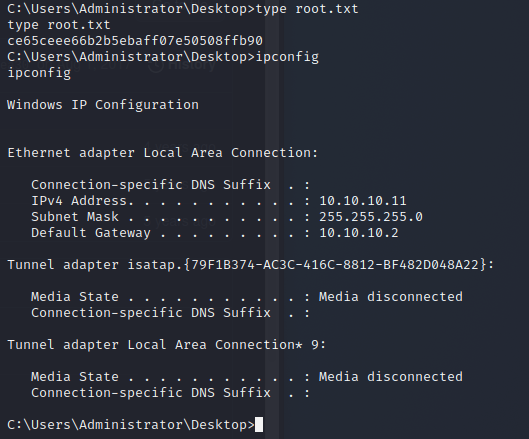 C:\Users\Administrator\Desktop>type root.txt
type root.txt
ce65ceee66b2b5ebaff07e50508ffb90
C:\Users\Administrator\Desktop>ipconfig
ipconfig
Windows IP Configuration
Ethernet adapter Local Area Connection:
Connection-specific DNS Suffix . :
IPv4 Address. . . . . . . . . . . : 10.10.10.11
Subnet Mask . . . . . . . . . . . : 255.255.255.0
Default Gateway . . . . . . . . . : 10.10.10.2
Tunnel adapter isatap.{79F1B374-AC3C-416C-8812-BF482D048A22}:
Media State . . . . . . . . . . . : Media disconnected
Connection-specific DNS Suffix . :
Tunnel adapter Local Area Connection* 9:
Media State . . . . . . . . . . . : Media disconnected
Connection-specific DNS Suffix . :
C:\Users\Administrator\Desktop>